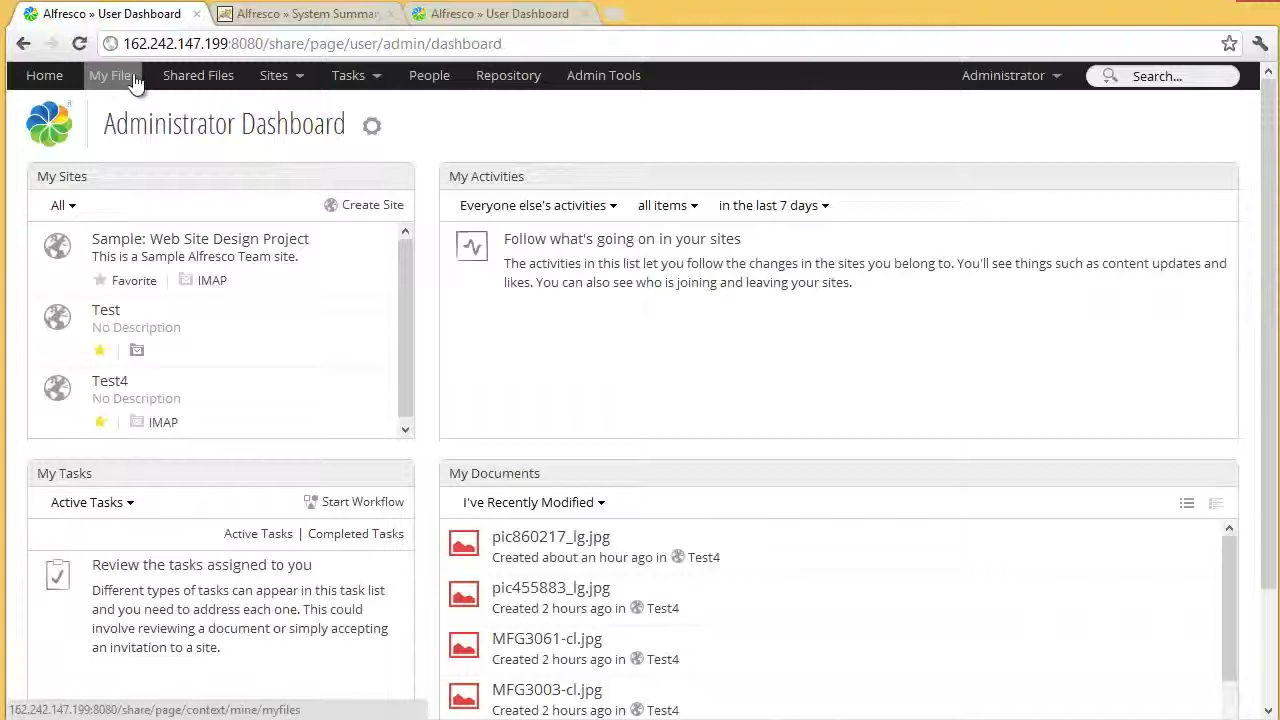 Alfresco » User Dashboard
Alfresco » System Summar
Alfresco » User Dashboard
162.242.147.199:8080/share/page/user/admin/dashboard
Home My File Shared Files Sites Tasks People Repository Admin Tools Administrator Search...
Administrator Dashboard
My Sites
All Create Site
Sample: Web Site Design Project
This is a Sample Alfresco Team site.
Favorite IMAP
Test
No Description
Test4
No Description
IMAP
My Activities
Everyone else's activities all items in the last 7 days
Follow what's going on in your sites
The activities in this list let you follow the changes in the sites you belong to. You'll see things such as content updates and
likes. You can also see who is joining and leaving your sites.
My Tasks
Active Tasks Start Workflow
Active Tasks | Completed Tasks
Review the tasks assigned to you
Different types of tasks can appear in this task list
and you need to address each one. This could
involve reviewing a document or simply accepting
an invitation to a site.
My Documents
I've Recently Modified
pic860217_lg.jpg
Created about an hour ago in Test4
pic455883_lg.jpg
Created 2 hours ago in Test4
MFG3061-cl.jpg
Created 2 hours ago in Test4
MFG3003-cl.jpg
Created 2 hours ago in Test4
162.242.147.199:8080/share/page/context/mine/myfiles